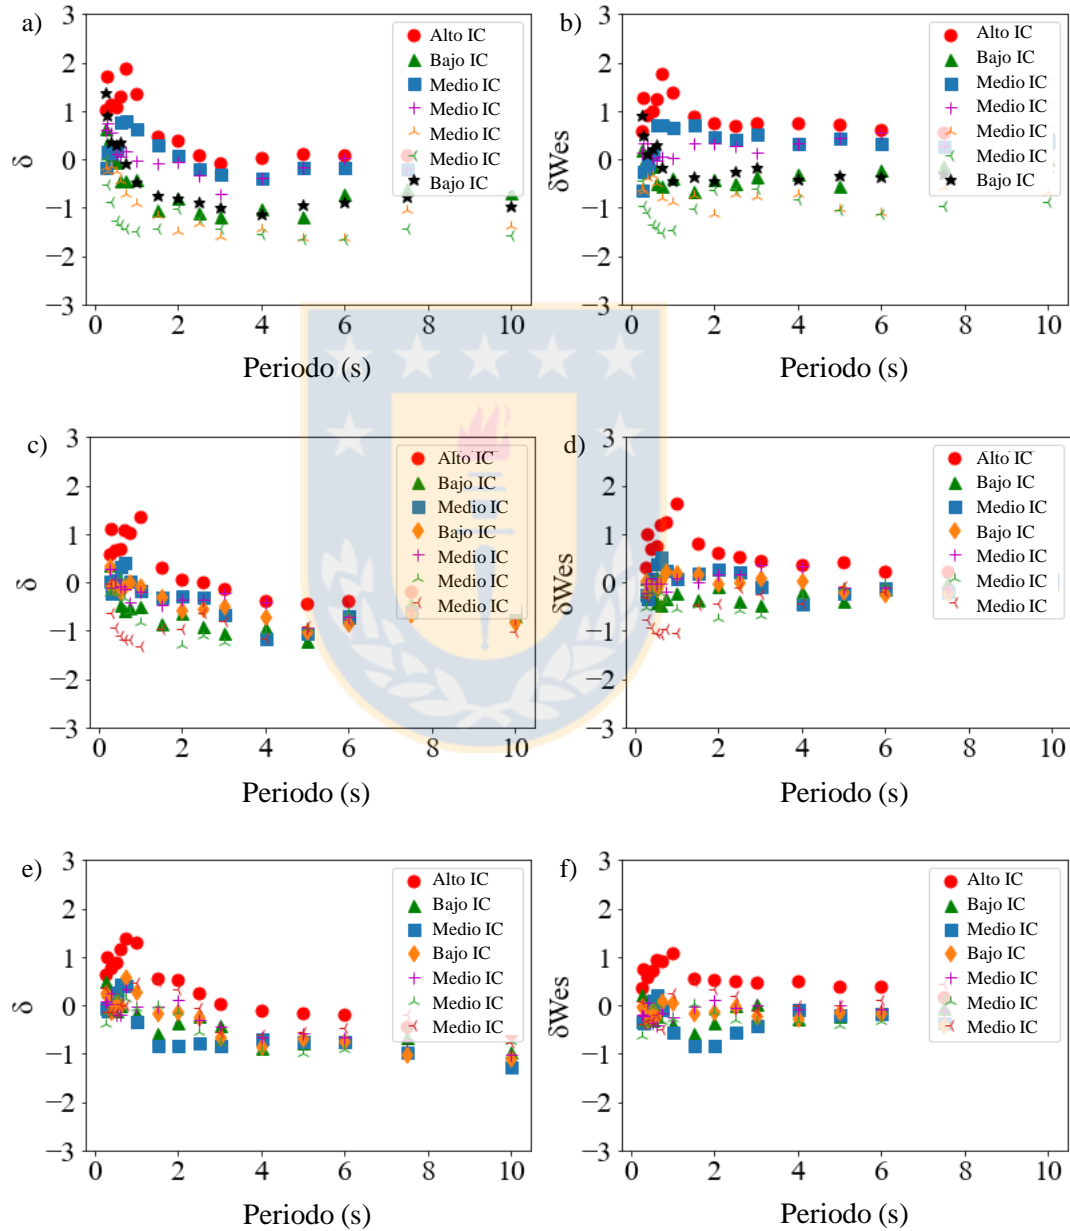 a)
3
2
1
0
−1
−2
−3
δ
0 2 4 6 8 10
Periodo (s)
Alto IC
Bajo IC
Medio IC
Medio IC
Medio IC
Medio IC
Bajo IC
b)
3
2
1
0
−1
−2
−3
δWes
0 2 4 6 8 10
Periodo (s)
Alto IC
Bajo IC
Medio IC
Medio IC
Medio IC
Medio IC
Bajo IC
c)
3
2
1
0
−1
−2
−3
δ
0 2 4 6 8 10
Periodo (s)
Alto IC
Bajo IC
Medio IC
Bajo IC
Medio IC
Medio IC
Medio IC
d)
3
2
1
0
−1
−2
−3
δWes
0 2 4 6 8 10
Periodo (s)
Alto IC
Bajo IC
Medio IC
Bajo IC
Medio IC
Medio IC
Medio IC
e)
3
2
1
0
−1
−2
−3
δ
0 2 4 6 8 10
Periodo (s)
Alto IC
Bajo IC
Medio IC
Bajo IC
Medio IC
Medio IC
Medio IC
f)
3
2
1
0
−1
−2
−3
δWes
0 2 4 6 8 10
Periodo (s)
Alto IC
Bajo IC
Medio IC
Bajo IC
Medio IC
Medio IC
Medio IC